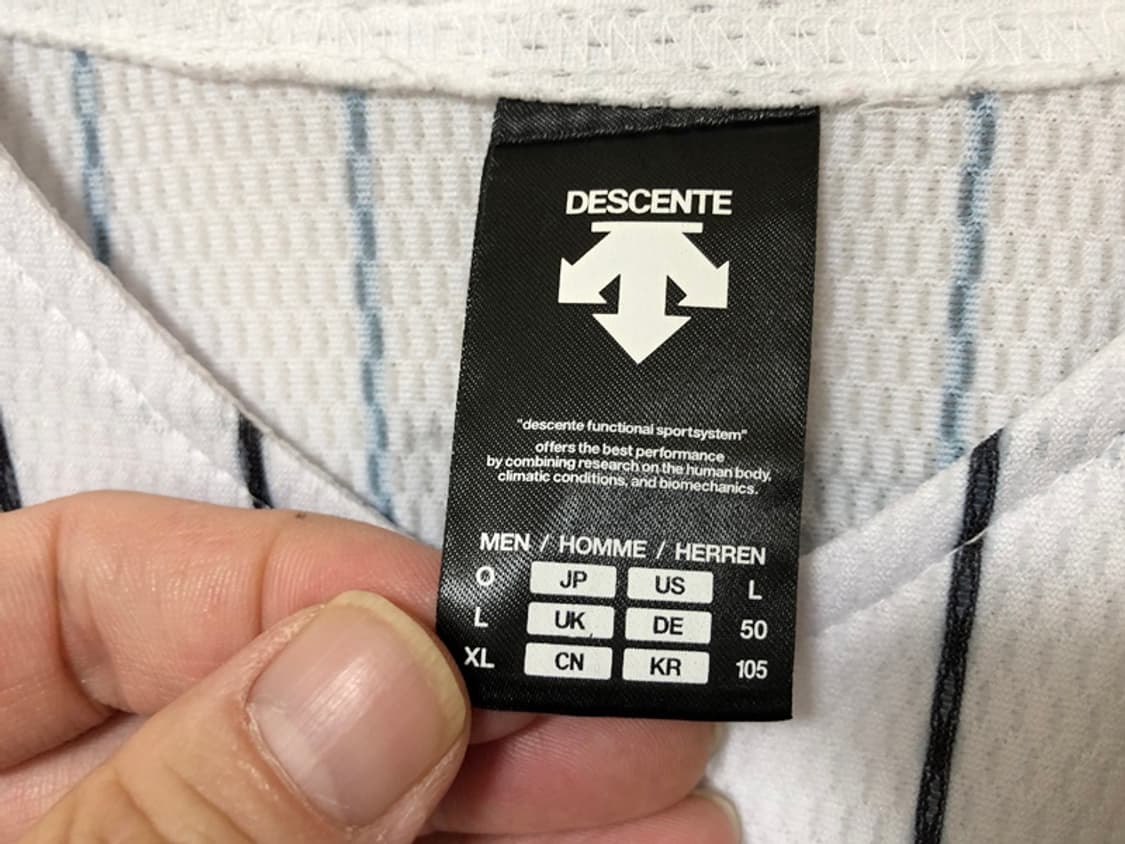 DESCENTE
"descente functional sportsystem"
offers the best performance
by combining research on the human body,
climatic conditions, and biomechanics.
MEN / HOMME / HERREN
O JP US L
L UK DE 50
XL CN KR 105